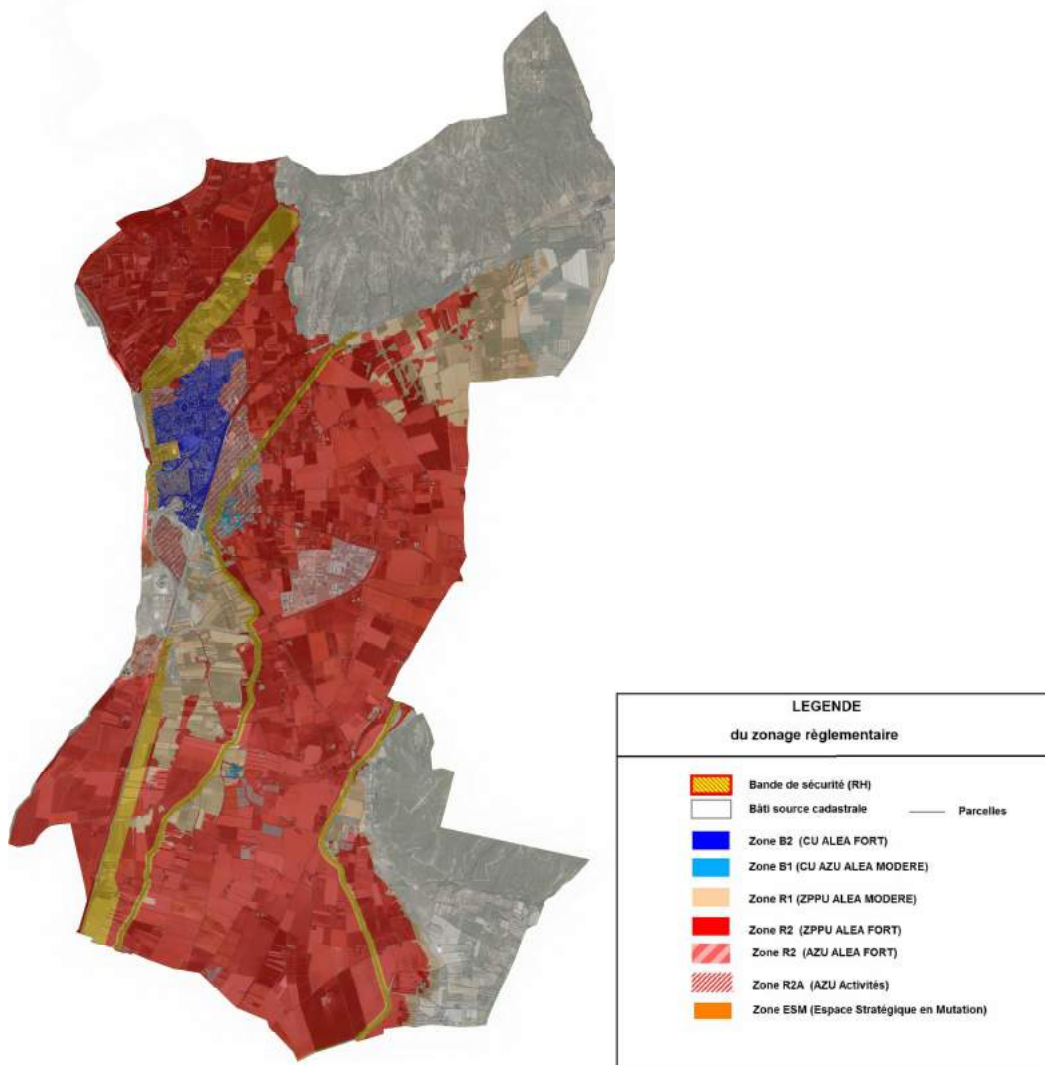 LEGENDE
du zonage règlementaire
Bande de sécurité (RH)
Bâti source cadastrale Parcelles
Zone B2 (CU ALEA FORT)
Zone B1 (CU AZU ALEA MODERE)
Zone R1 (ZPPU ALEA MODERE)
Zone R2 (ZPPU ALEA FORT)
Zone R2 (AZU ALEA FORT)
Zone R2A (AZU Activités)
Zone ESM (Espace Stratégique en Mutation)